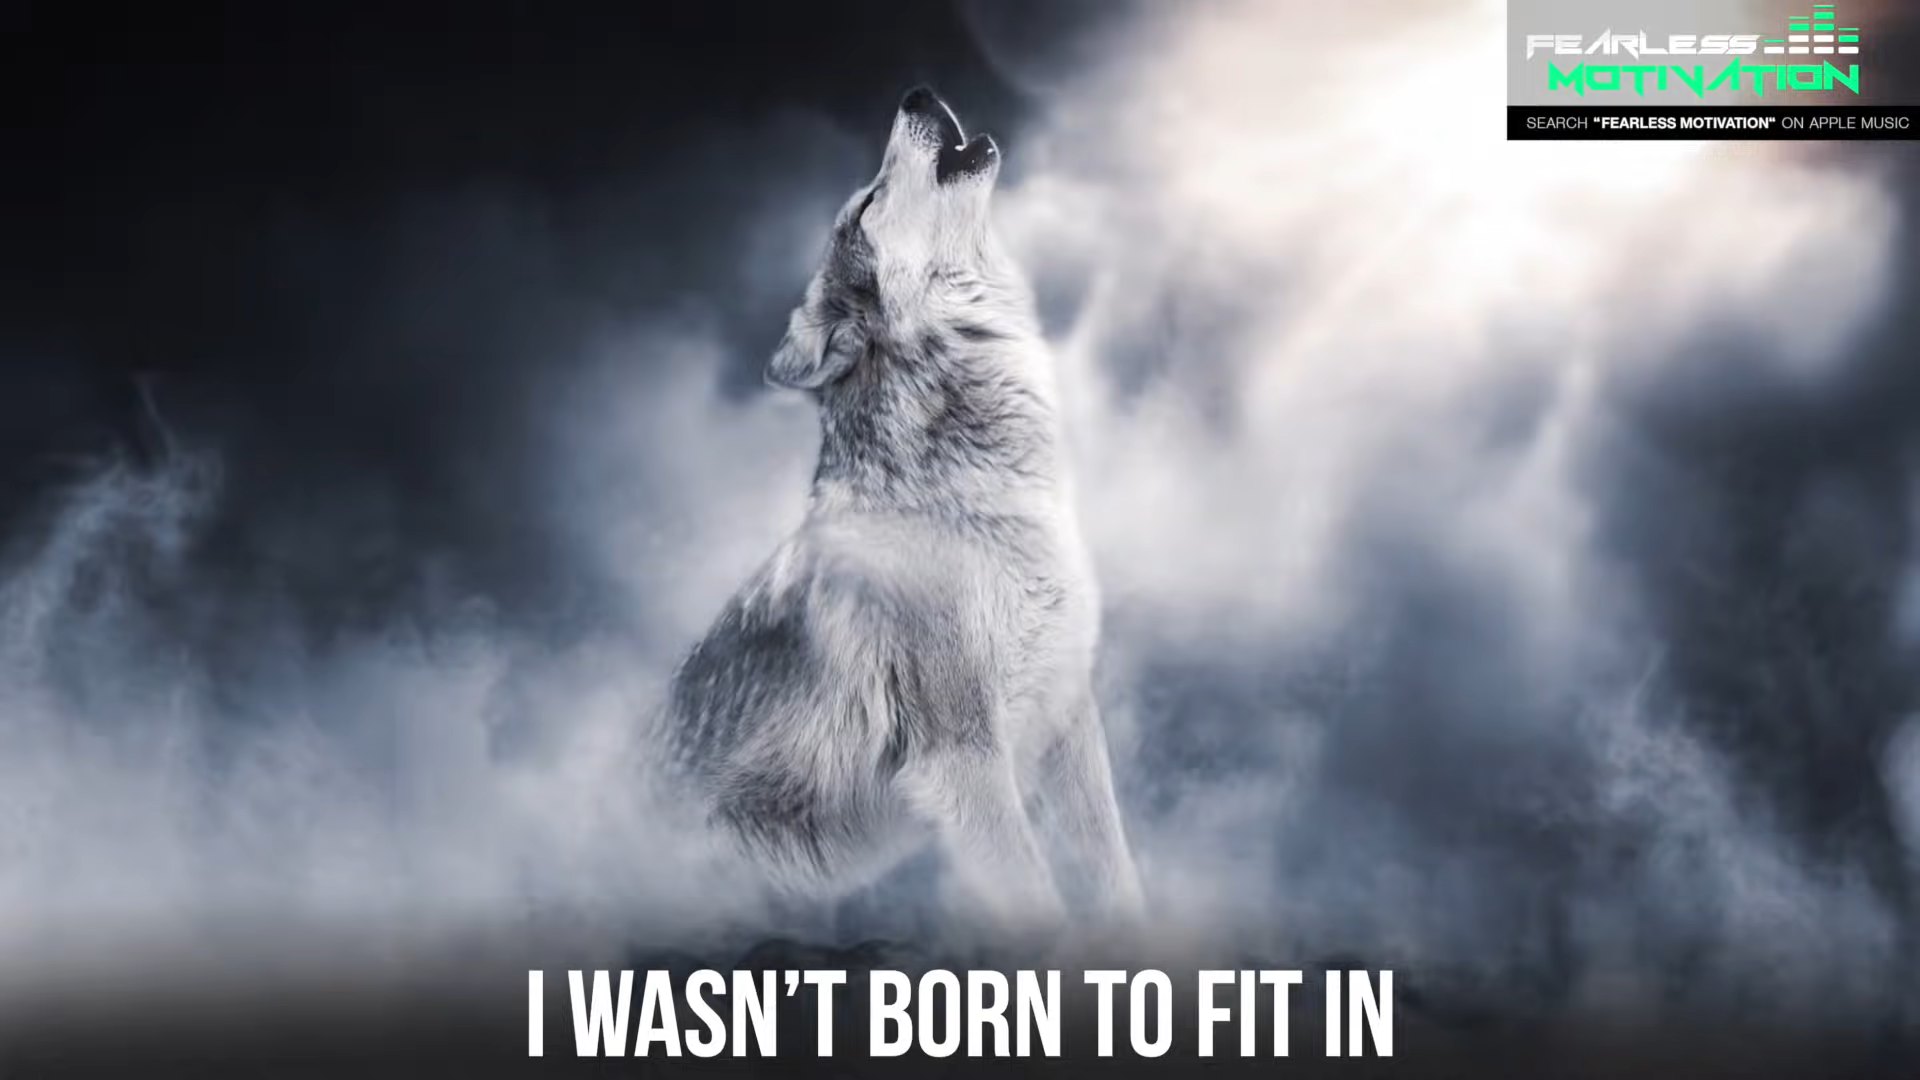 FEARLESS
MOTIVATION
SEARCH "FEARLESS MOTIVATION" ON APPLE MUSIC
I WASN'T BORN TO FIT IN